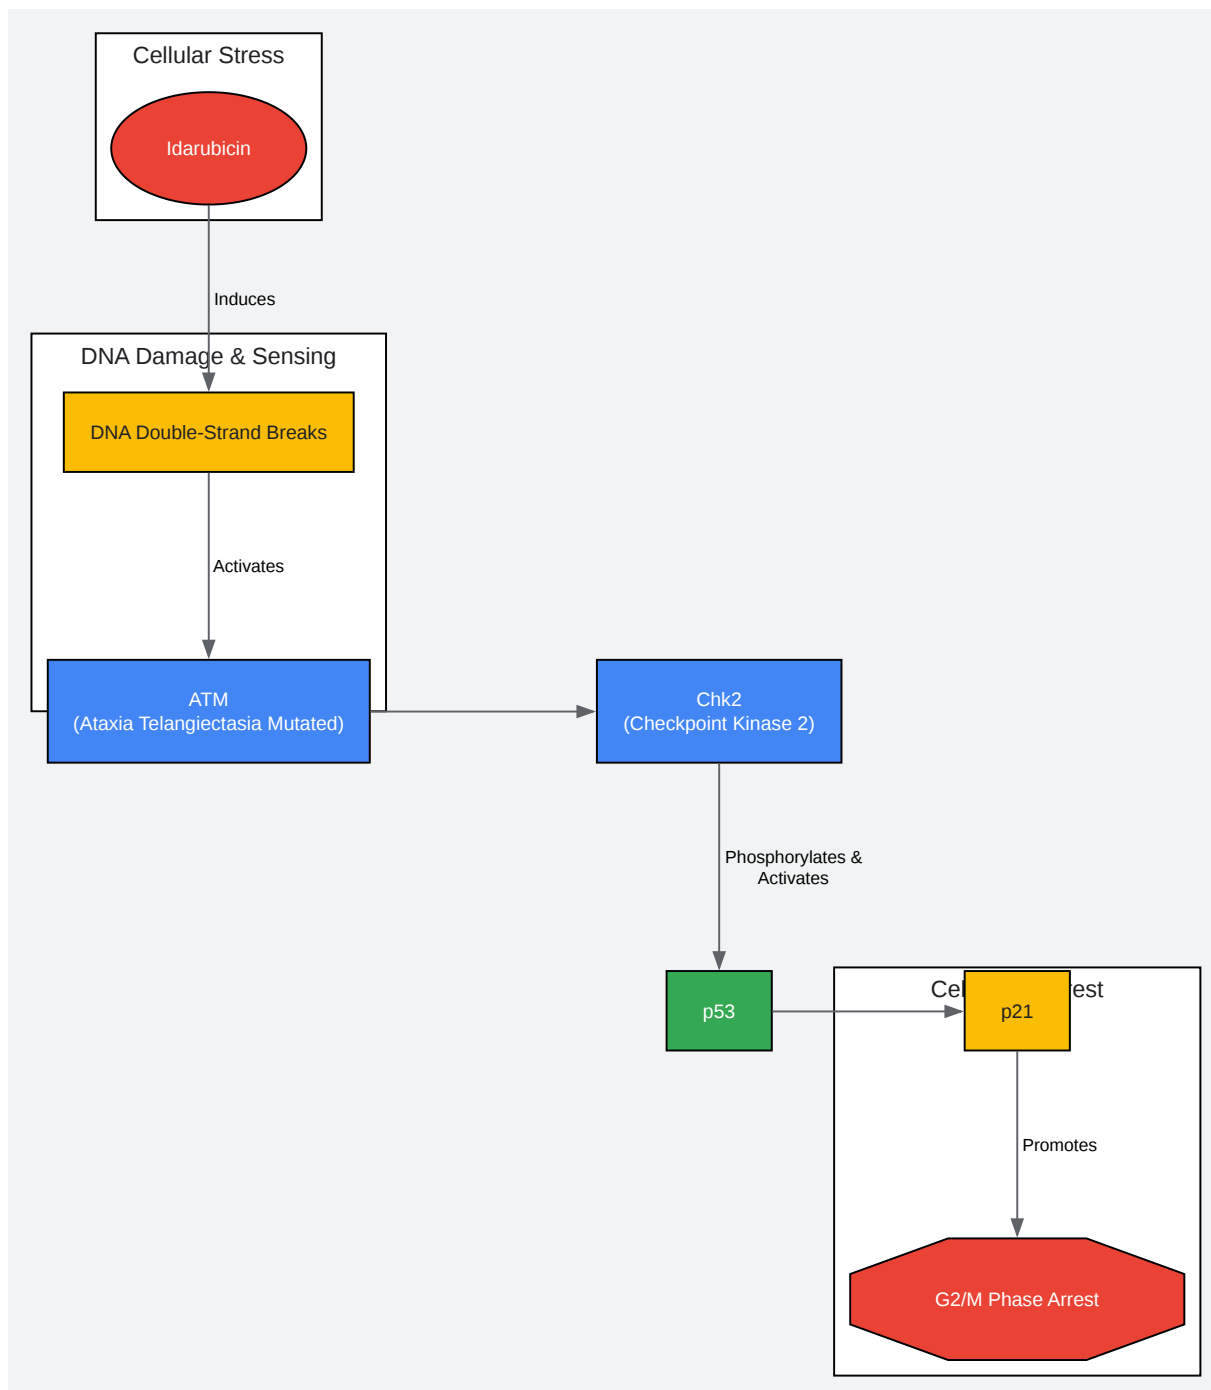 Cellular Stress
Idarubicin
Induces
DNA Damage & Sensing
DNA Double-Strand Breaks
Activates
ATM
(Ataxia Telangiectasia Mutated)
Chk2
(Checkpoint Kinase 2)
Phosphorylates &
Activates
p53
p21
Promotes
G2/M Phase Arrest